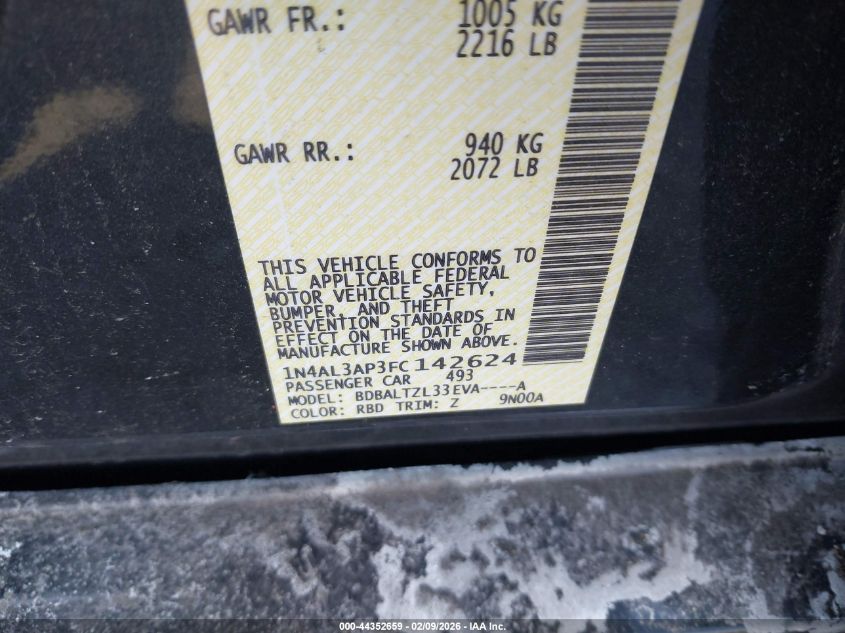 GAWR FR.: 1005 KG
2216 LB
GAWR RR.: 940 KG
2072 LB
THIS VEHICLE CONFORMS TO
ALL APPLICABLE FEDERAL
MOTOR VEHICLE SAFETY,
BUMPER, AND THEFT
PREVENTION STANDARDS IN
EFFECT ON THE DATE OF
MANUFACTURE SHOWN ABOVE.
1N4AL3AP3FC142624
PASSENGER CAR 493
MODEL: BDBALTZL33EVA----A
COLOR: RBD TRIM: Z 9N00A
000-44352659 - 02/09/2026 - IAA Inc.